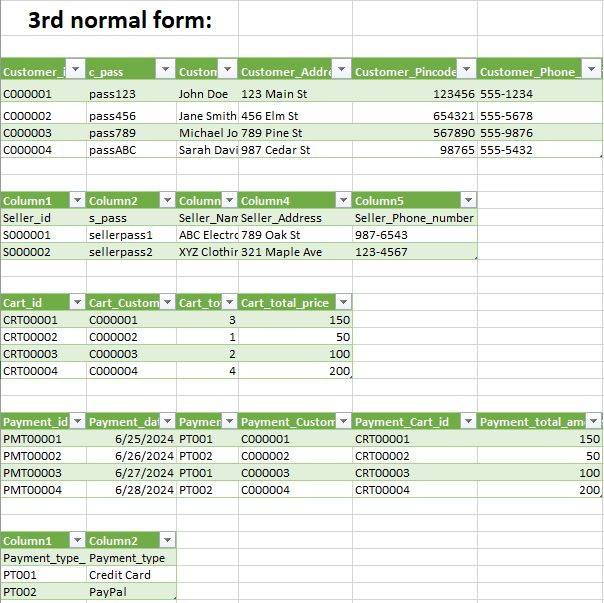 3rd normal form:
Customer_i c_pass Custom Customer_Addre Customer_Pincode Customer_Phone_
C000001 pass123 John Doe 123 Main St 123456 555-1234
C000002 pass456 Jane Smith 456 Elm St 654321 555-5678
C000003 pass789 Michael Jo 789 Pine St 567890 555-9876
C000004 passABC Sarah Davi 987 Cedar St 98765 555-5432
Column1 Column2 Column Column4 Column5
Seller_id s_pass Seller_Nam Seller_Address Seller_Phone_number
S000001 sellerpass1 ABC Electro 789 Oak St 987-6543
S000002 sellerpass2 XYZ Clothin 321 Maple Ave 123-4567
Cart_id Cart_Custom Cart_to Cart_total_price
CRT00001 C000001 3 150
CRT00002 C000002 1 50
CRT00003 C000003 2 100
CRT00004 C000004 4 200
Payment_id Payment_dat Paymen Payment_Custom Payment_Cart_id Payment_total_am
PMT00001 6/25/2024 PT001 C000001 CRT00001 150
PMT00002 6/26/2024 PT002 C000002 CRT00002 50
PMT00003 6/27/2024 PT001 C000003 CRT00003 100
PMT00004 6/28/2024 PT002 C000004 CRT00004 200
Column1 Column2
Payment_type_ Payment_type
PT001 Credit Card
PT002 PayPal